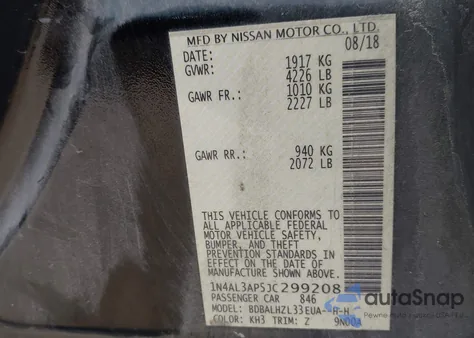 MFD BY NISSAN MOTOR CO., LTD.
DATE: 08/18
GVWR: 1917 KG
4226 LB
GAWR FR.: 1010 KG
2227 LB
GAWR RR.: 940 KG
2072 LB
THIS VEHICLE CONFORMS TO
ALL APPLICABLE FEDERAL
MOTOR VEHICLE SAFETY,
BUMPER, AND THEFT
PREVENTION STANDARDS IN
EFFECT ON THE DATE OF
MANUFACTURE SHOWN ABOVE.
1N4AL3AP5JC299208
PASSENGER CAR 846
MODEL: BDBALHZL33EUA--H-H
COLOR: KH3 TRIM: Z 9N00A
autoSnap